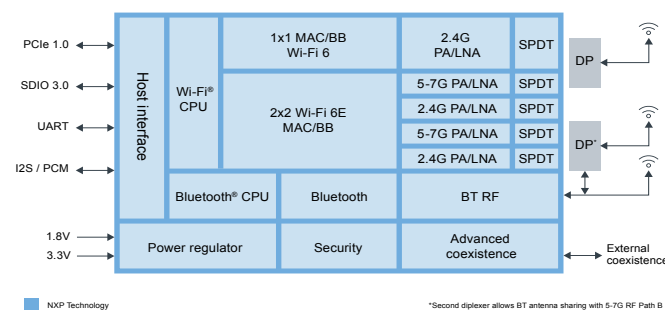 PCIe 1.0
SDIO 3.0
UART
I2S / PCM
1.8V
3.3V
Host interface
Wi-Fi®
CPU
1x1 MAC/BB
Wi-Fi 6
2.4G
PA/LNA
SPDT
2x2 Wi-Fi 6E
MAC/BB
5-7G PA/LNA
SPDT
2.4G PA/LNA
SPDT
5-7G PA/LNA
SPDT
2.4G PA/LNA
SPDT
DP
DP*
Bluetooth® CPU
Bluetooth
BT RF
Power regulator
Security
Advanced
coexistence
External
coexistence
NXP Technology
*Second diplexer allows BT antenna sharing with 5-7G RF Path B